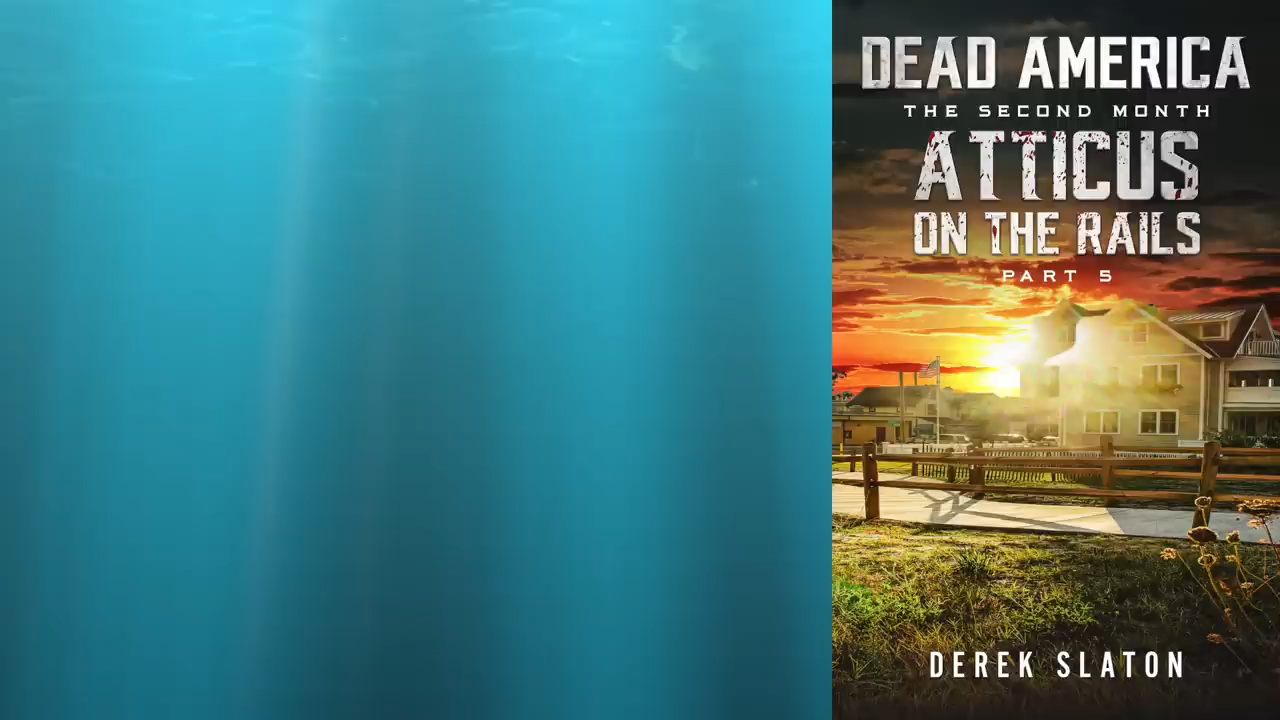 DEAD AMERICA
THE SECOND MONTH
ATTICUS
ON THE RAILS
PART 5
DEREK SLATON